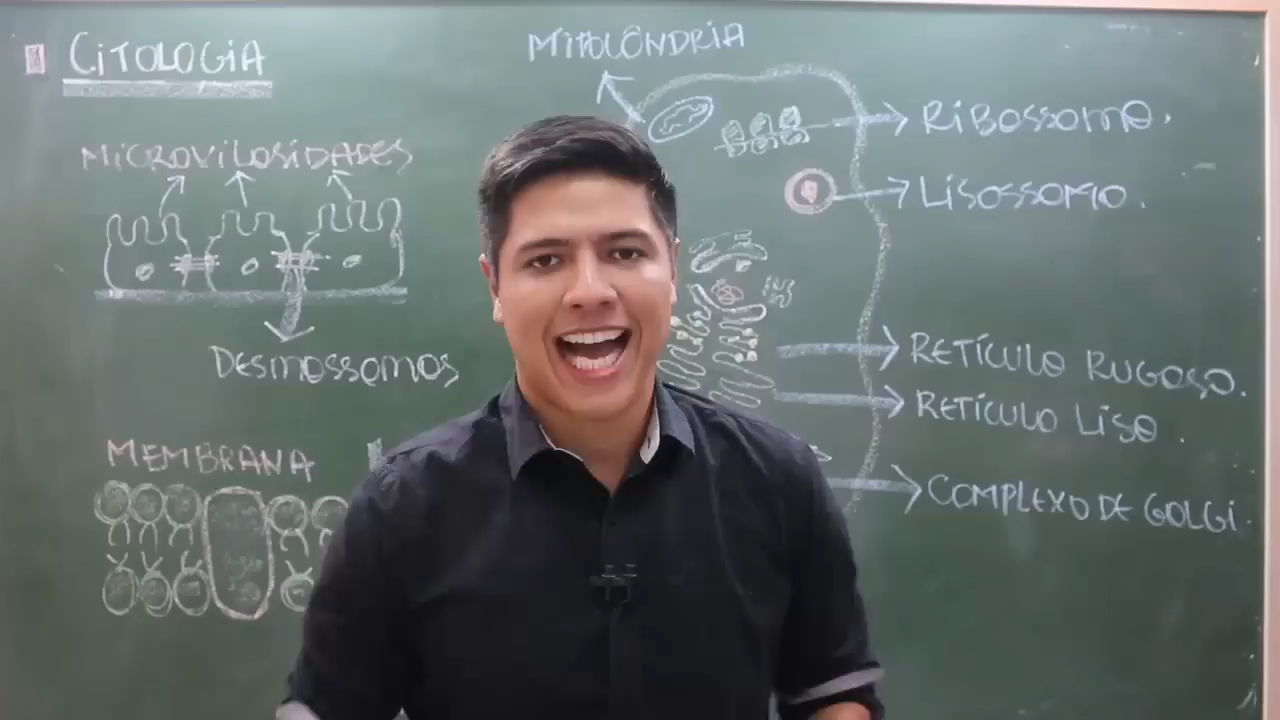 CITOLOGIA
MITOCÔNDRIA
RIBOSSOMO.
MICROVILOSIDADES
LISOSSOMO.
DESMOSSOMOS
RETÍCULO RUGOSO.
RETÍCULO LISO.
MEMBRANA
COMPLEXO DE GOLGI.